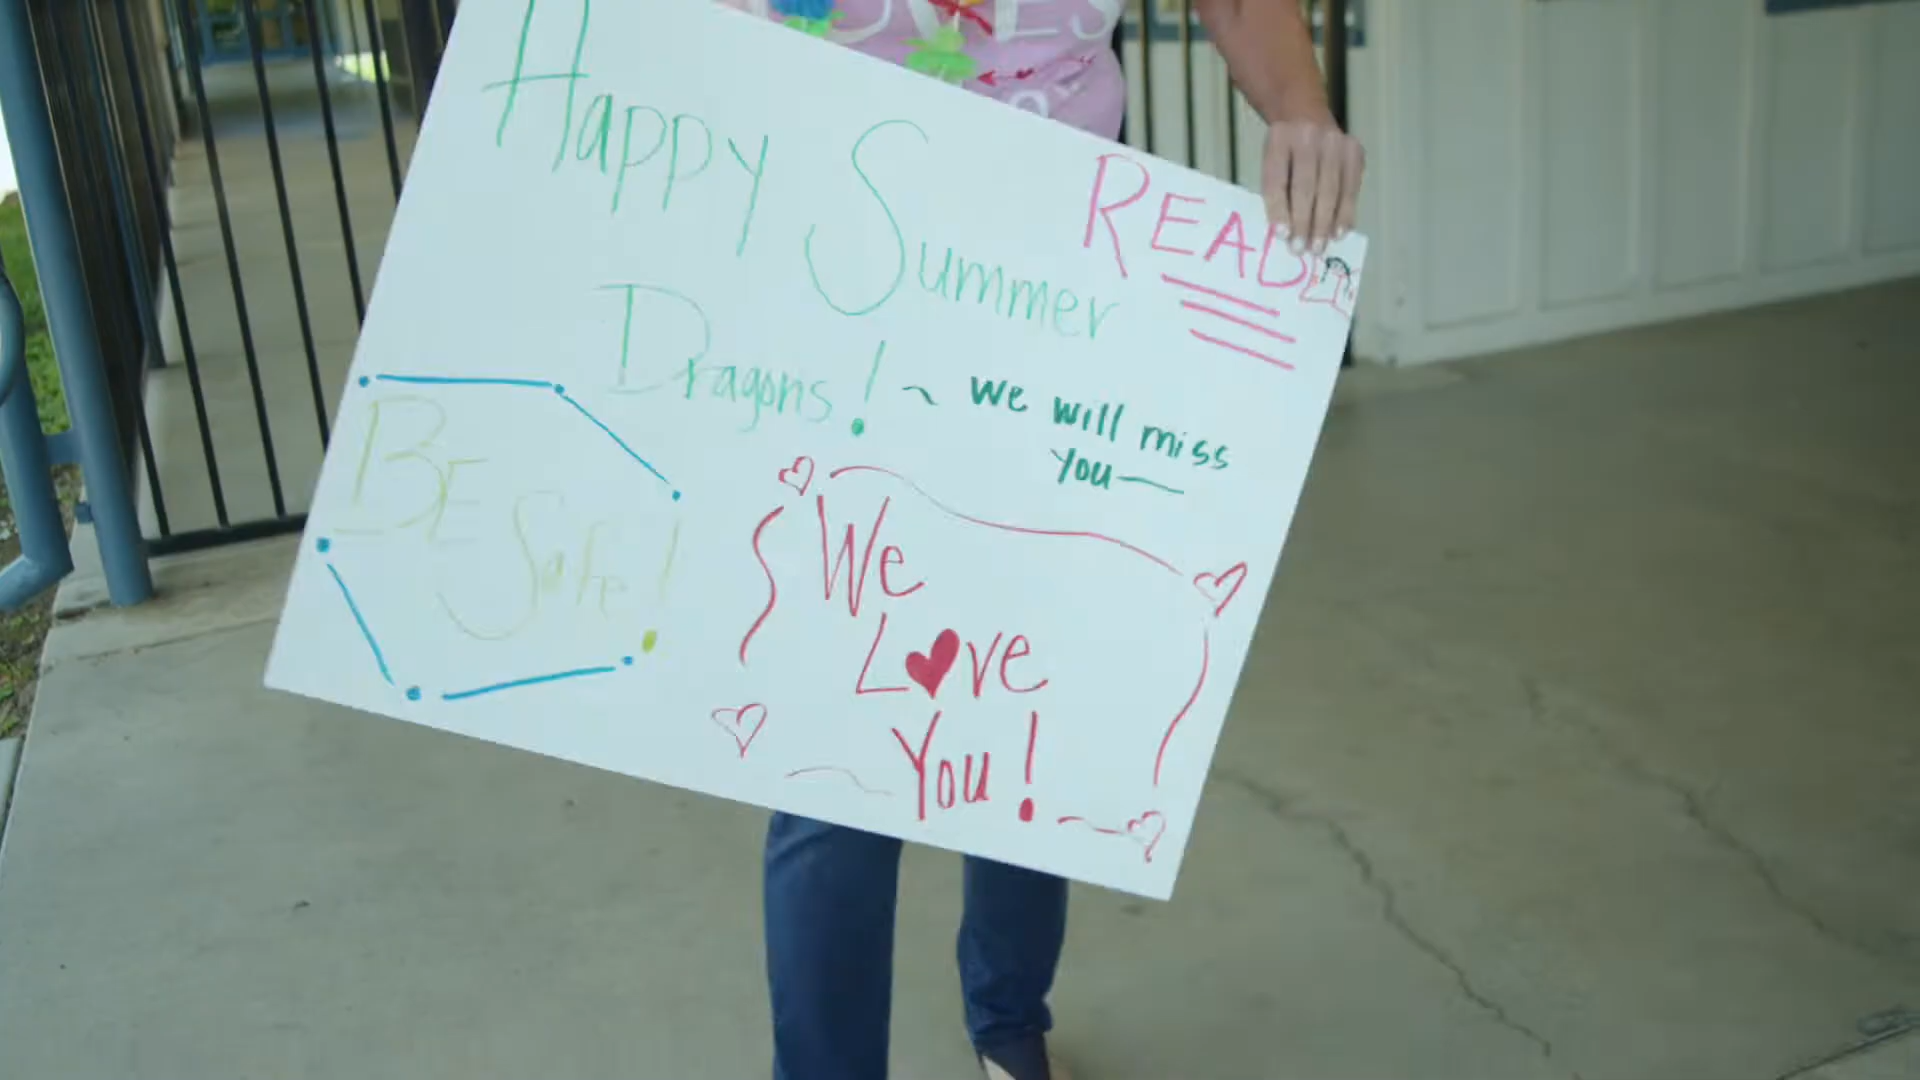 Happy Summer
READ
Dragons!
~ we will miss
you —
BE
Safe!
We
Love
You!